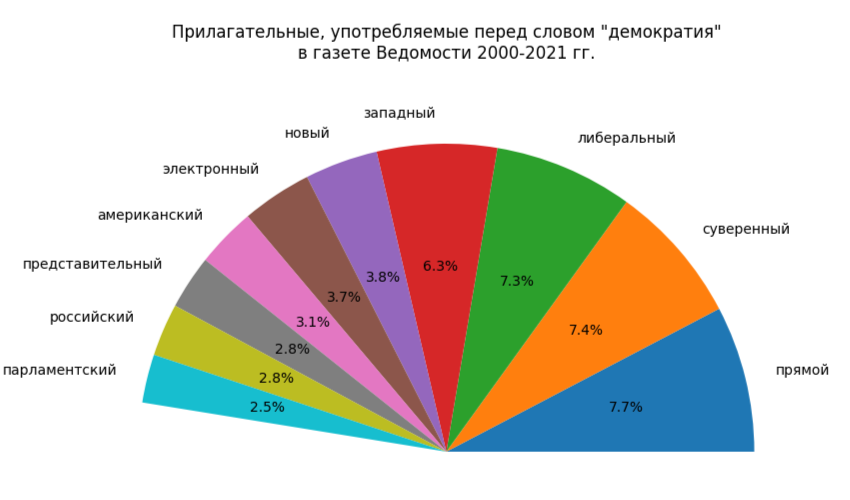 Прилагательные, употребляемые перед словом "демократия"
в газете Ведомости 2000-2021 гг.
западный
новый
либеральный
электронный
американский
суверенный
представительный
6.3%
3.8%
7.3%
3.7%
российский
3.1%
7.4%
2.8%
парламентский
прямой
2.8%
2.5%
7.7%